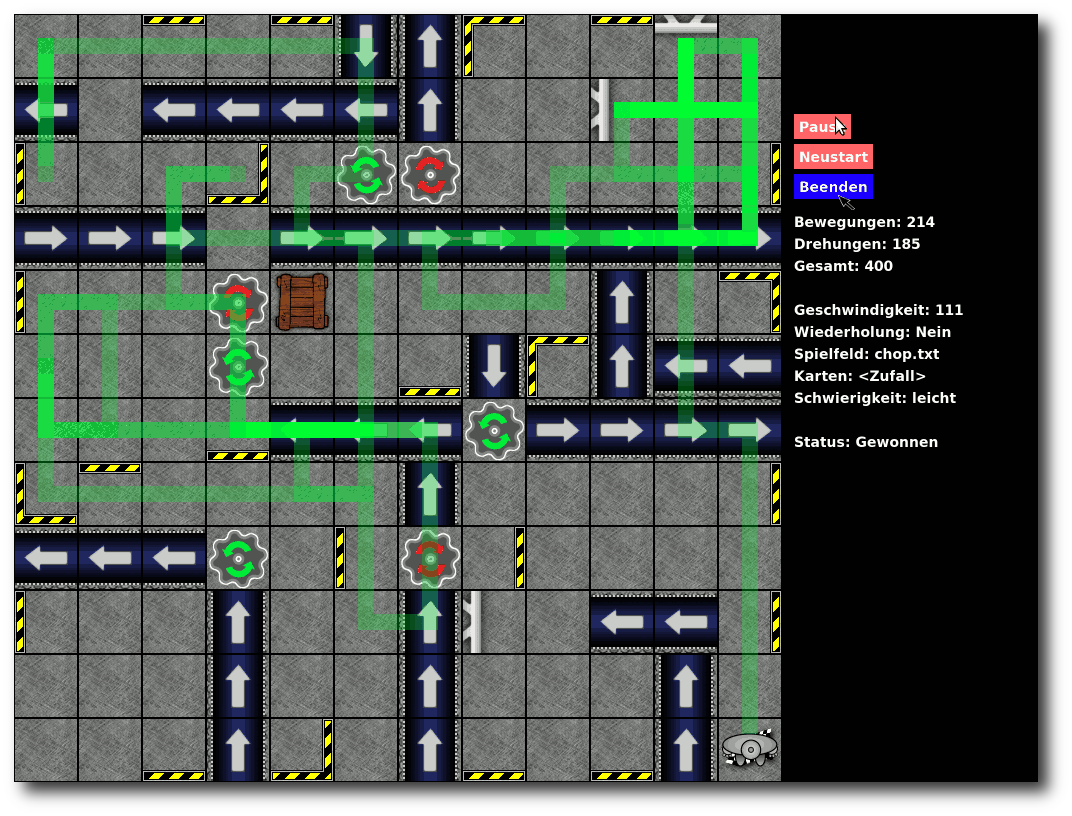 Paus
Neustart
Beenden
Bewegungen: 214
Drehungen: 185
Gesamt: 400
Geschwindigkeit: 111
Wiederholung: Nein
Spielfeld: chop.txt
Karten: <Zufall>
Schwierigkeit: leicht
Status: Gewonnen